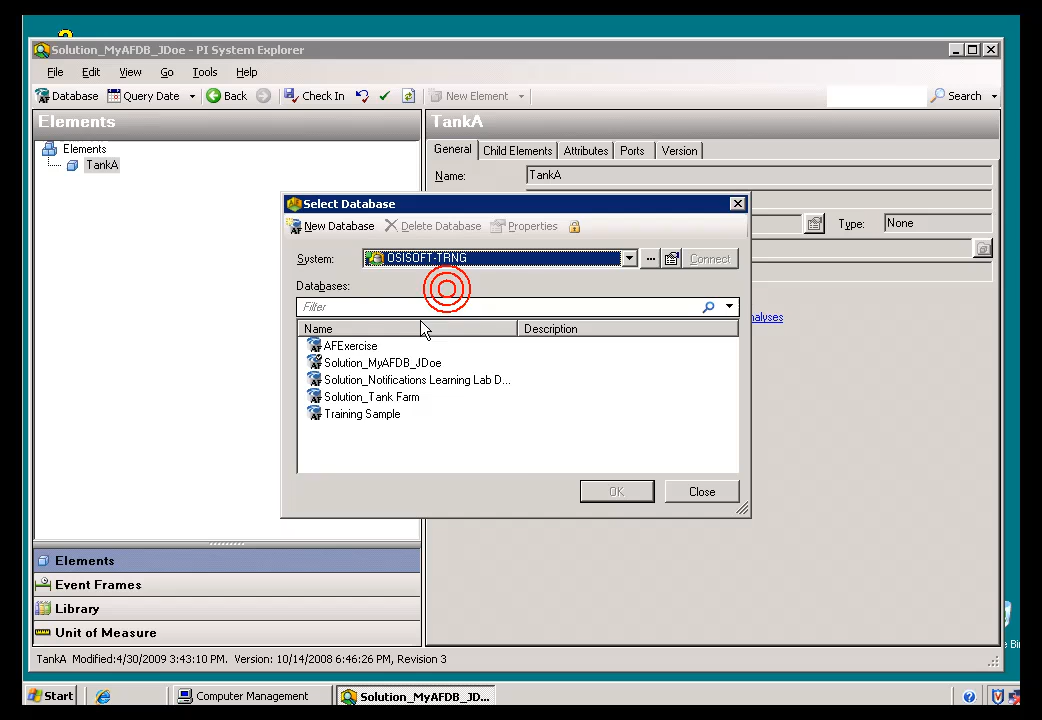 Solution_MyAFDB_JDoe - PI System Explorer
File Edit View Go Tools Help
Database Query Date Back Check In New Element Search
Elements
TankA
Elements
TankA
General Child Elements Attributes Ports Version
Name: TankA
Type: None
alyses
Select Database
New Database Delete Database Properties
System: OSISOFT-TRNG ... Connect
Databases:
Filter
Name Description
AFExercise
Solution_MyAFDB_JDoe
Solution_Notifications Learning Lab D...
Solution_Tank Farm
Training Sample
OK Close
Elements
Event Frames
Library
Unit of Measure
TankA Modified:4/30/2009 3:43:10 PM. Version: 10/14/2008 6:46:26 PM, Revision 3
Start Computer Management Solution_MyAFDB_JD...